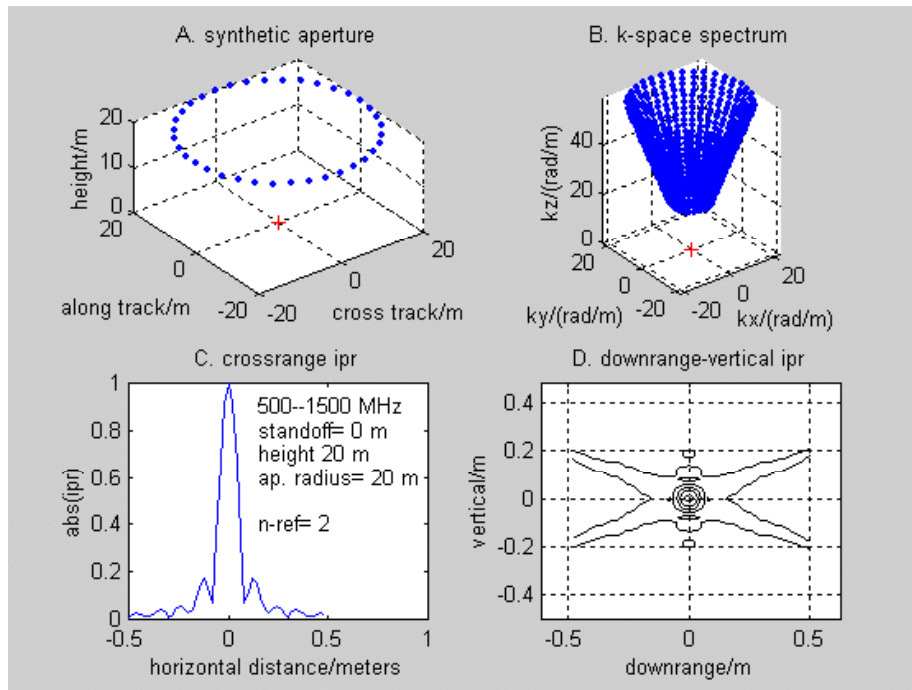 A. synthetic aperture
height/m
20
10
0
20
0
-20
along track/m
-20
0
20
cross track/m
B. k-space spectrum
kz/(rad/m)
40
20
0
20
0
-20
ky/(rad/m)
-20
0
20
kx/(rad/m)
C. crossrange ipr
abs(ipr)
1
0.8
0.6
0.4
0.2
0
500--1500 MHz
standoff= 0 m
height 20 m
ap. radius= 20 m
n-ref= 2
-0.5
0
0.5
1
horizontal distance/meters
D. downrange-vertical ipr
vertical/m
0.4
0.2
0
-0.2
-0.4
-0.5
0
0.5
downrange/m